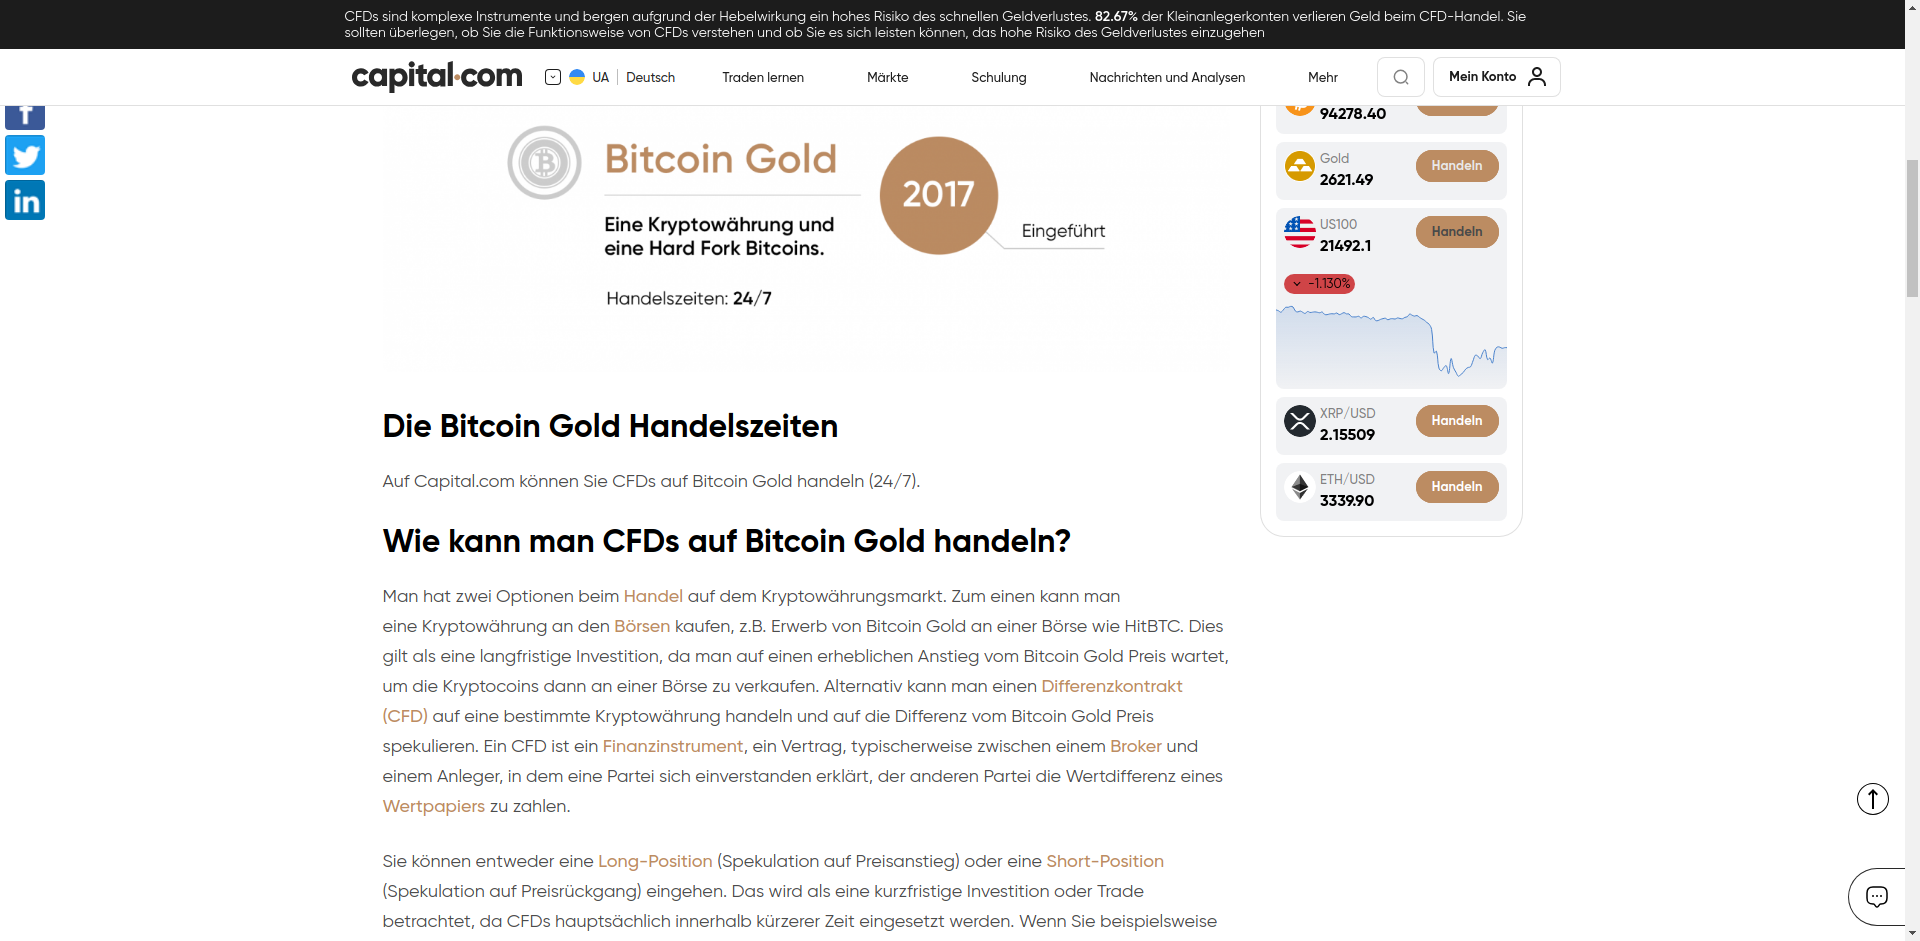 CFDs sind komplexe Instrumente und bergen aufgrund der Hebelwirkung ein hohes Risiko des schnellen Geldverlustes. 82.67% der Kleinanlegerkonten verlieren Geld beim CFD-Handel. Sie
sollten überlegen, ob Sie die Funktionsweise von CFDs verstehen und ob Sie es sich leisten können, das hohe Risiko des Geldverlustes einzugehen
capital.com
UA
Deutsch
Traden lernen
Märkte
Schulung
Nachrichten und Analysen
Mehr
Mein Konto
Bitcoin Gold
Eine Kryptowährung und
eine Hard Fork Bitcoins.
Handelszeiten: 24/7
2017
Eingeführt
Die Bitcoin Gold Handelszeiten
Auf Capital.com können Sie CFDs auf Bitcoin Gold handeln (24/7).
Wie kann man CFDs auf Bitcoin Gold handeln?
Man hat zwei Optionen beim Handel auf dem Kryptowährungsmarkt. Zum einen kann man
eine Kryptowährung an den Börsen kaufen, z.B. Erwerb von Bitcoin Gold an einer Börse wie HitBTC. Dies
gilt als eine langfristige Investition, da man auf einen erheblichen Anstieg vom Bitcoin Gold Preis wartet,
um die Kryptocoins dann an einer Börse zu verkaufen. Alternativ kann man einen Differenzkontrakt
(CFD) auf eine bestimmte Kryptowährung handeln und auf die Differenz vom Bitcoin Gold Preis
spekulieren. Ein CFD ist ein Finanzinstrument, ein Vertrag, typischerweise zwischen einem Broker und
einem Anleger, in dem eine Partei sich einverstanden erklärt, der anderen Partei die Wertdifferenz eines
Wertpapiers zu zahlen.
Sie können entweder eine Long-Position (Spekulation auf Preisanstieg) oder eine Short-Position
(Spekulation auf Preisrückgang) eingehen. Das wird als eine kurzfristige Investition oder Trade
betrachtet, da CFDs hauptsächlich innerhalb kürzerer Zeit eingesetzt werden. Wenn Sie beispielsweise
94278.40
Gold
2621.49
Handeln
US100
21492.1
Handeln
-1.130%
XRP/USD
2.15509
Handeln
ETH/USD
3339.90
Handeln